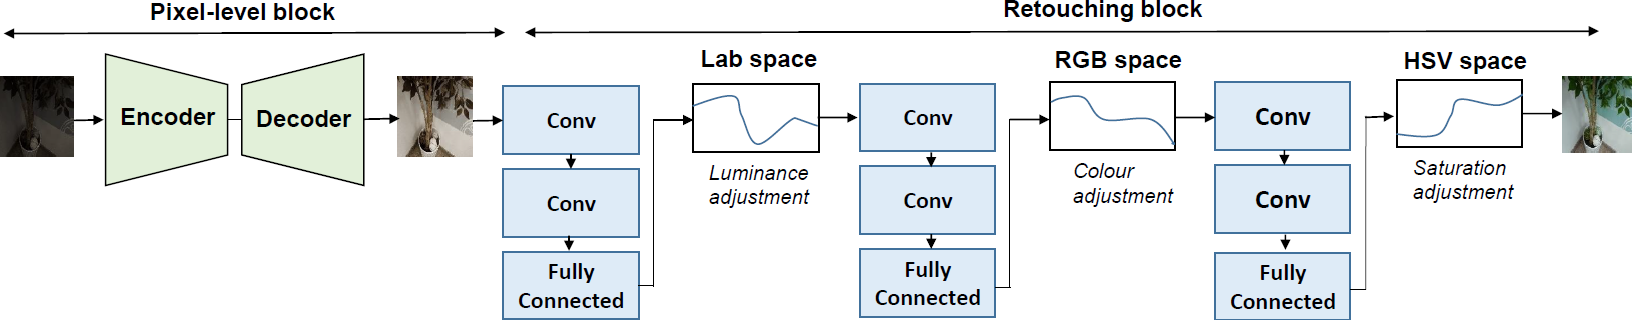 Pixel-level block
Retouching block
Encoder
Decoder
Conv
Conv
Fully
Connected
Lab space
Luminance
adjustment
Conv
Conv
Fully
Connected
RGB space
Colour
adjustment
Conv
Conv
Fully
Connected
HSV space
Saturation
adjustment